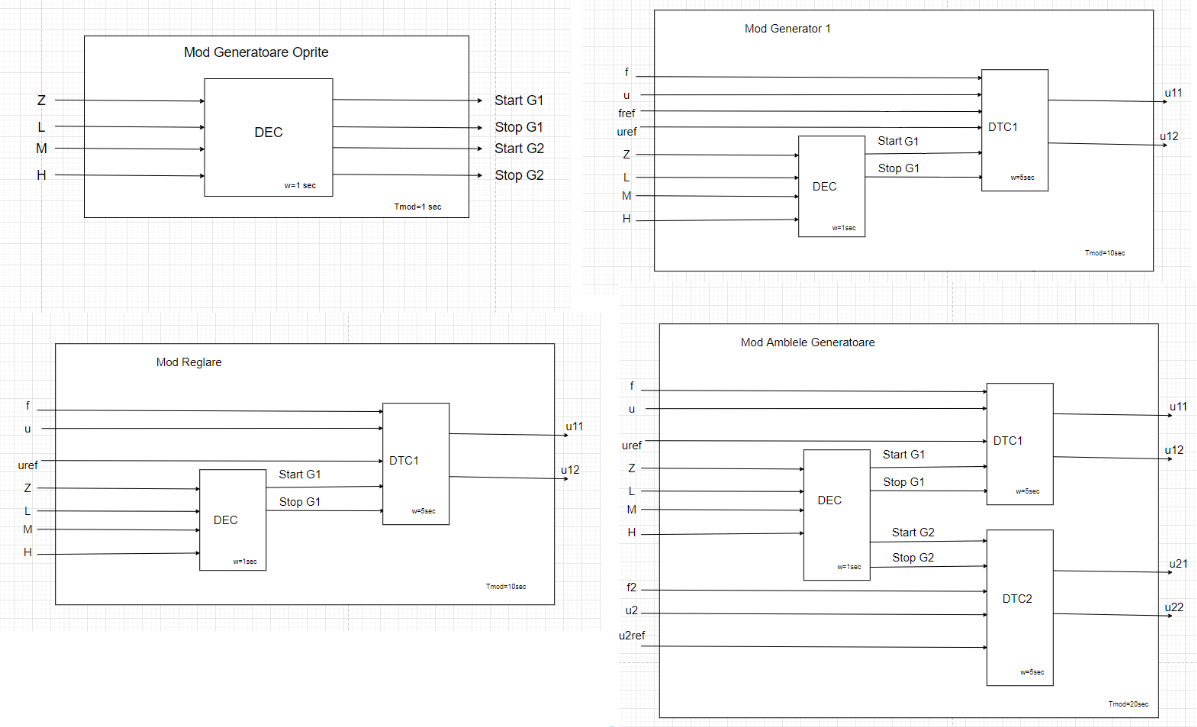 Mod Generatoare Oprite
Z
L
M
H
DEC
w=1 sec
Start G1
Stop G1
Start G2
Stop G2
Tmod=1 sec
Mod Generator 1
f
u
fref
uref
Z
L
M
H
DEC
w=1sec
Start G1
Stop G1
DTC1
w=5sec
u11
u12
Tmod=10sec
Mod Reglare
f
u
uref
Z
L
M
H
DEC
w=1sec
Start G1
Stop G1
DTC1
w=5sec
u11
u12
Tmod=10sec
Mod Amblele Generatoare
f
u
uref
Z
L
M
H
f2
u2
u2ref
DEC
w=1sec
Start G1
Stop G1
Start G2
Stop G2
DTC1
w=5sec
DTC2
w=5sec
u11
u12
u21
u22
Tmod=20sec